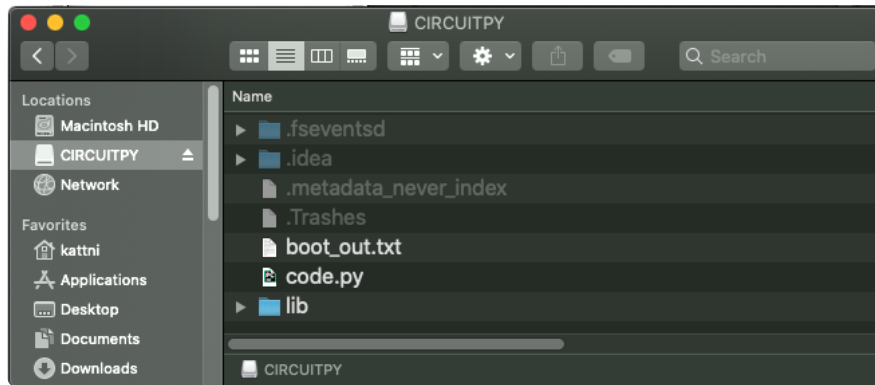 CIRCUITPY
Search
Locations
Macintosh HD
CIRCUITPY
Network
Favorites
kattni
Applications
Desktop
Documents
Downloads
Name
.fseventsd
.idea
.metadata_never_index
.Trashes
boot_out.txt
code.py
lib
CIRCUITPY